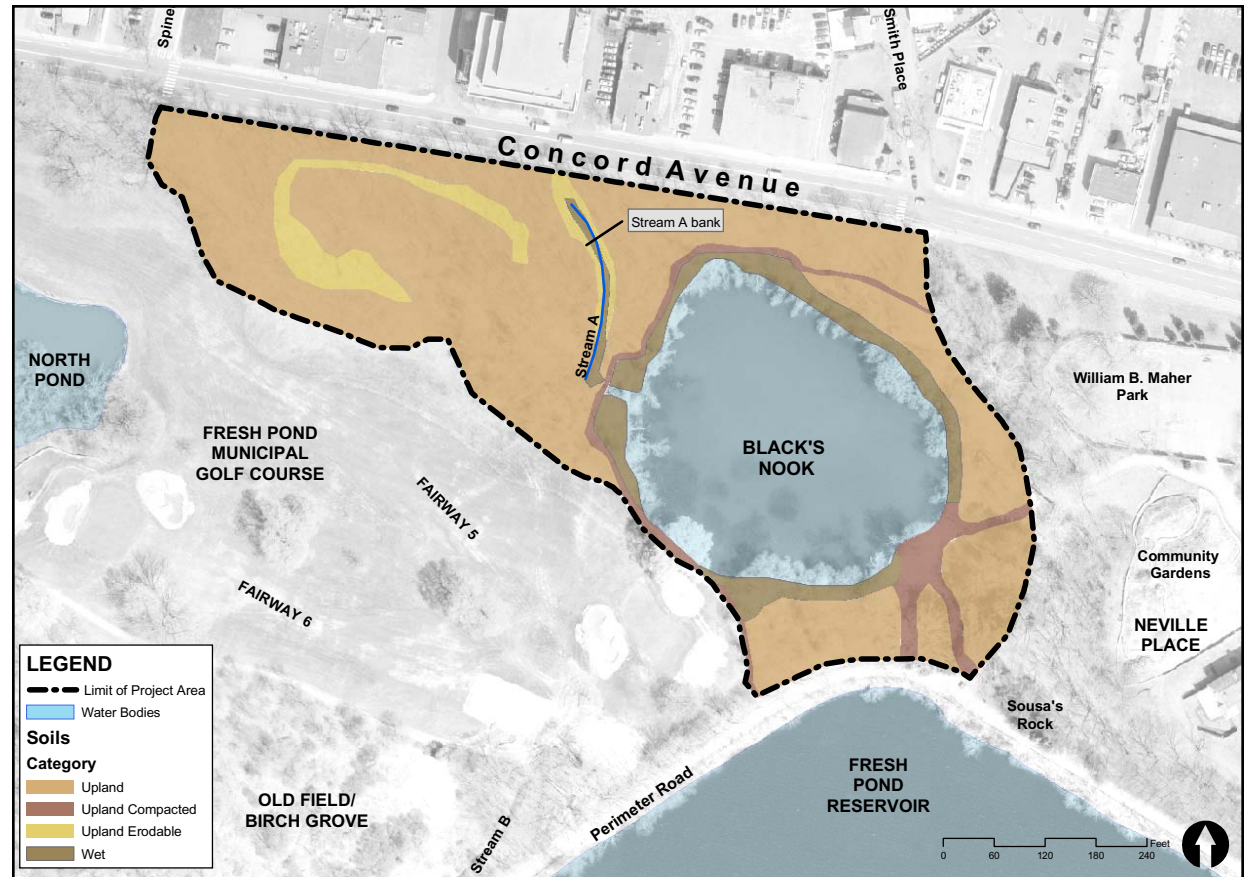 Spine
Smith Place
Concord Avenue
Stream A bank
Stream A
NORTH
POND
FRESH POND
MUNICIPAL
GOLF COURSE
FAIRWAY 5
FAIRWAY 6
BLACK'S
NOOK
William B. Maher
Park
Community
Gardens
NEVILLE
PLACE
Sousa's
Rock
FRESH
POND
RESERVOIR
Perimeter Road
OLD FIELD/
BIRCH GROVE
Stream B
LEGEND
Limit of Project Area
Water Bodies
Soils
Category
Upland
Upland Compacted
Upland Erodable
Wet
Feet
0 60 120 180 240